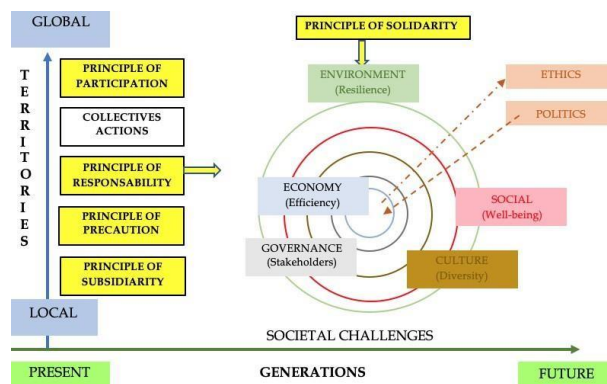 GLOBAL
TERRITORIES
PRINCIPLE OF
PARTICIPATION
COLLECTIVES
ACTIONS
PRINCIPLE OF
RESPONSABILITY
PRINCIPLE OF
PRECAUTION
PRINCIPLE OF
SUBSIDIARITY
LOCAL
PRINCIPLE OF SOLIDARITY
ENVIRONMENT
(Resilience)
ETHICS
POLITICS
ECONOMY
(Efficiency)
SOCIAL
(Well-being)
GOVERNANCE
(Stakeholders)
CULTURE
(Diversity)
SOCIETAL CHALLENGES
PRESENT
GENERATIONS
FUTURE